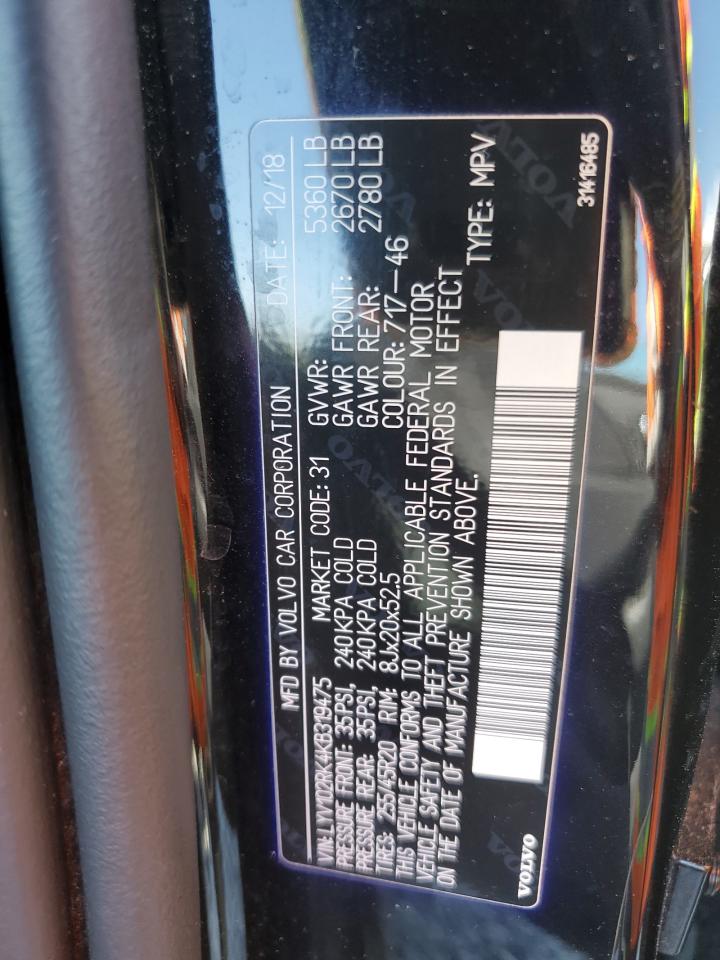 MFD BY VOLVO CAR CORPORATION DATE: 12/18
VIN: LYV102RK4KB319475 MARKET CODE: 31 GVWR: 5360 LB
PRESSURE FRONT: 35PSI, 240KPA COLD GAWR FRONT: 2670 LB
PRESSURE REAR: 35PSI, 240KPA COLD GAWR REAR: 2780 LB
TIRES: 255/45R20 RIM: 8Jx20x52.5 COLOUR: 717-46
THIS VEHICLE CONFORMS TO ALL APPLICABLE FEDERAL MOTOR
VEHICLE SAFETY AND THEFT PREVENTION STANDARDS IN EFFECT
ON THE DATE OF MANUFACTURE SHOWN ABOVE. TYPE: MPV
VOLVO 31416485